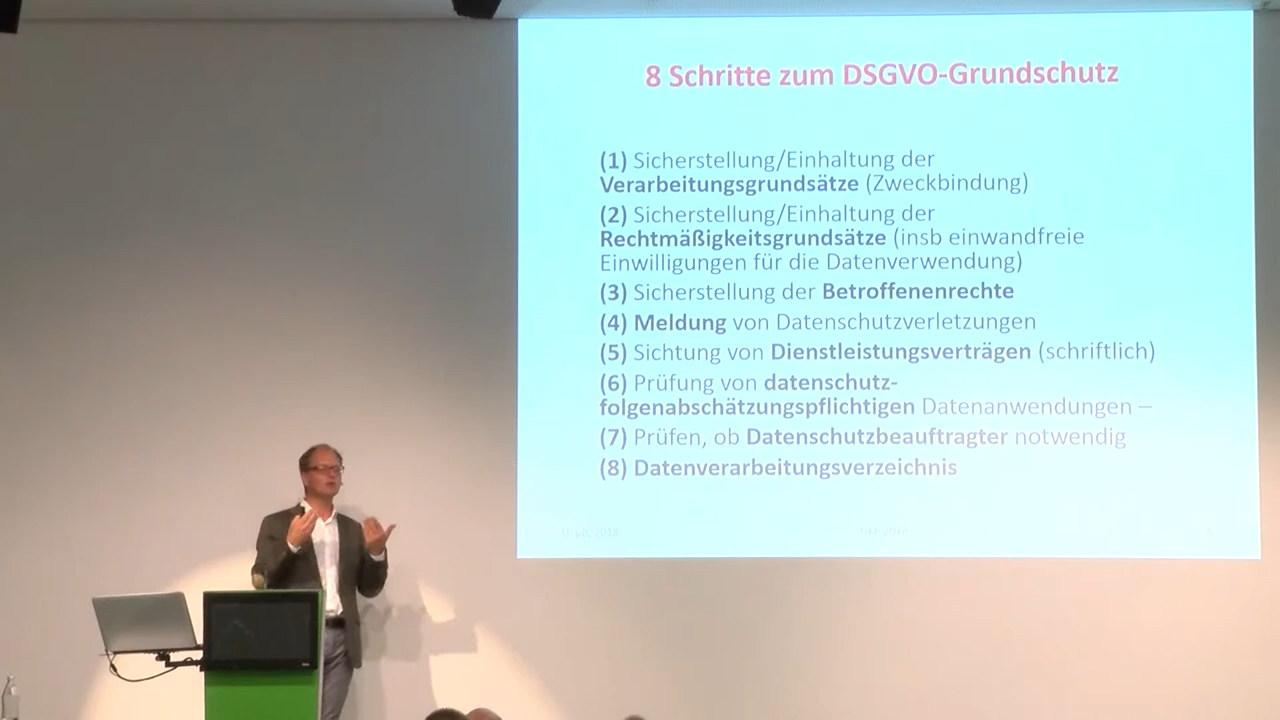 8 Schritte zum DSGVO-Grundschutz
(1) Sicherstellung/Einhaltung der
Verarbeitungsgrundsätze (Zweckbindung)
(2) Sicherstellung/Einhaltung der
Rechtmäßigkeitsgrundsätze (insb einwandfreie
Einwilligungen für die Datenverwendung)
(3) Sicherstellung der Betroffenenrechte
(4) Meldung von Datenschutzverletzungen
(5) Sichtung von Dienstleistungsverträgen (schriftlich)
(6) Prüfung von datenschutz-
folgenabschätzungspflichtigen Datenanwendungen –
(7) Prüfen, ob Datenschutzbeauftragter notwendig
(8) Datenverarbeitungsverzeichnis
2018
5